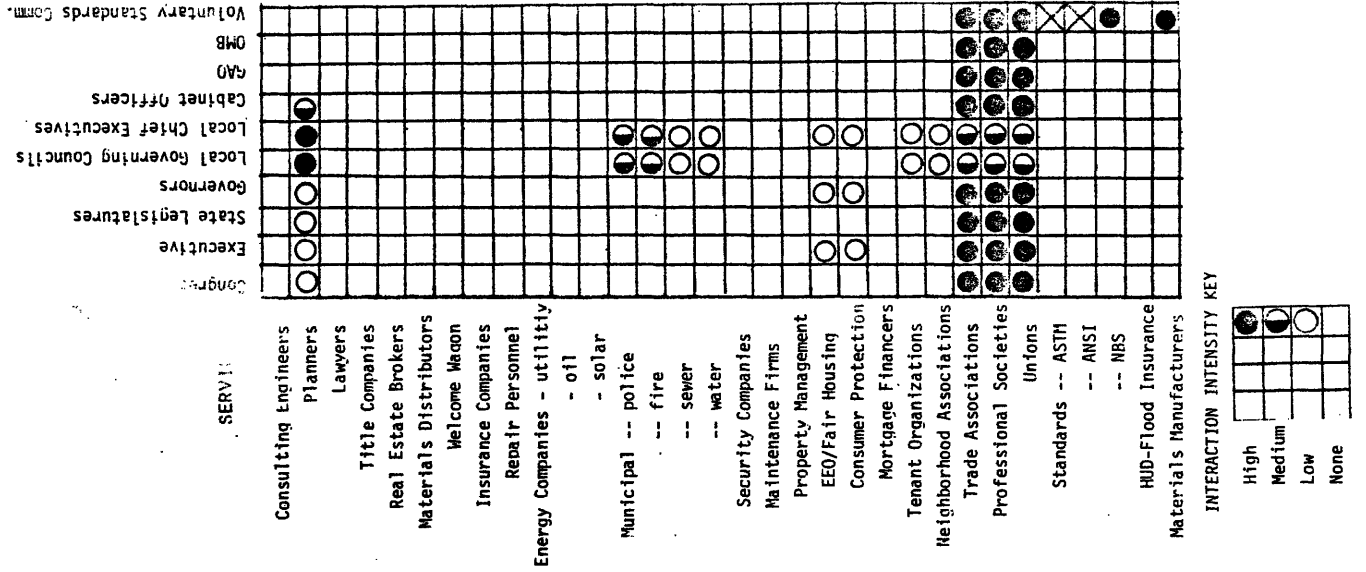 Voluntary Standards Comm.
OMB
GAO
Cabinet Officers
Local Chief Executives
Local Governing Councils
Governors
State Legislatures
Executive
Consulting Engineers
Planners
Lawyers
Title Companies
Real Estate Brokers
Materials Distributors
Welcome Wagon
Insurance Companies
Repair Personnel
Energy Companies - utilitiy
- oil
- solar
Municipal -- police
-- fire
-- sewer
-- water
Security Companies
Maintenance Firms
Property Management
EEO/Fair Housing
Consumer Protection
Mortgage Financers
Tenant Organizations
Neighborhood Associations
Trade Associations
Professional Societies
Unions
Standards -- ASTM
-- ANSI
-- NBS
HUD-Flood Insurance
Materials Manufacturers
INTERACTION INTENSITY KEY
High
Medium
Low
None